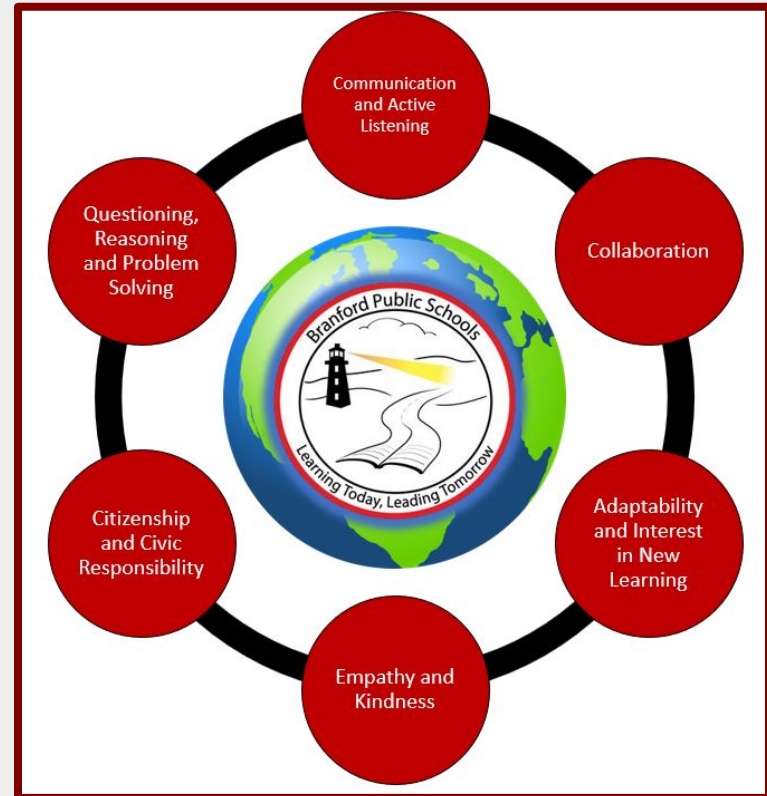 Communication
and Active
Listening
Collaboration
Adaptability
and Interest
in New
Learning
Empathy and
Kindness
Citizenship
and Civic
Responsibility
Questioning,
Reasoning
and Problem
Solving
Branford Public Schools
Learning Today, Leading Tomorrow